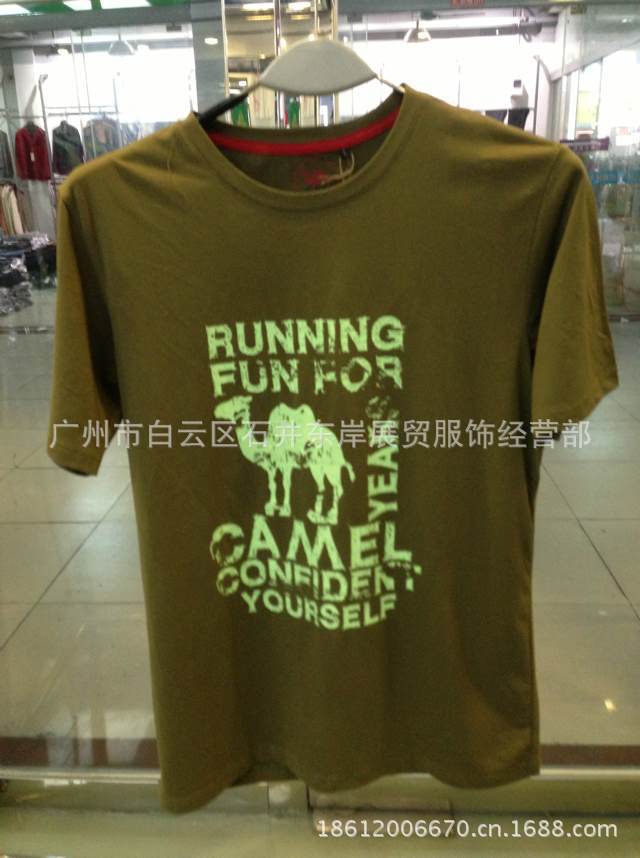 RUNNING
FUN FOR
YEARS
CAMEL
CONFIDENT
YOURSELF
广州市白云区石井东岸展贸服饰经营部
18612006670.cn.1688.com